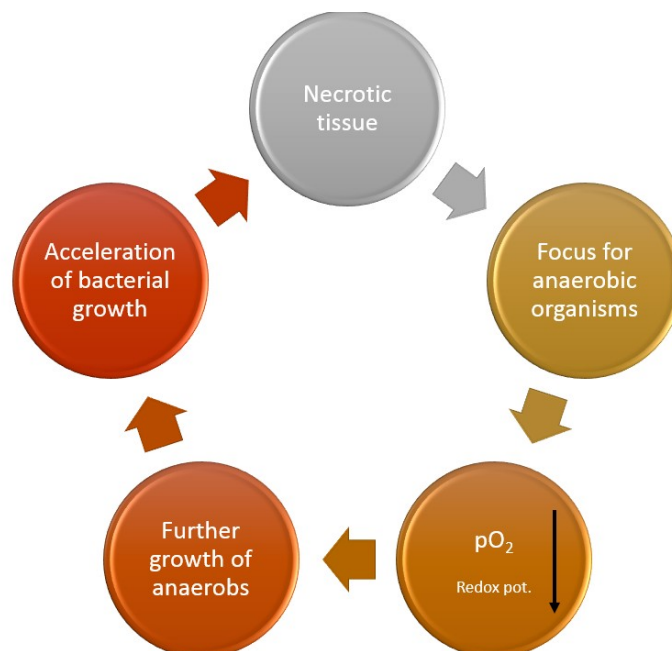 Necrotic
tissue
Focus for
anaerobic
organisms
pO₂
Redox pot.
Further
growth of
anaerobs
Acceleration
of bacterial
growth